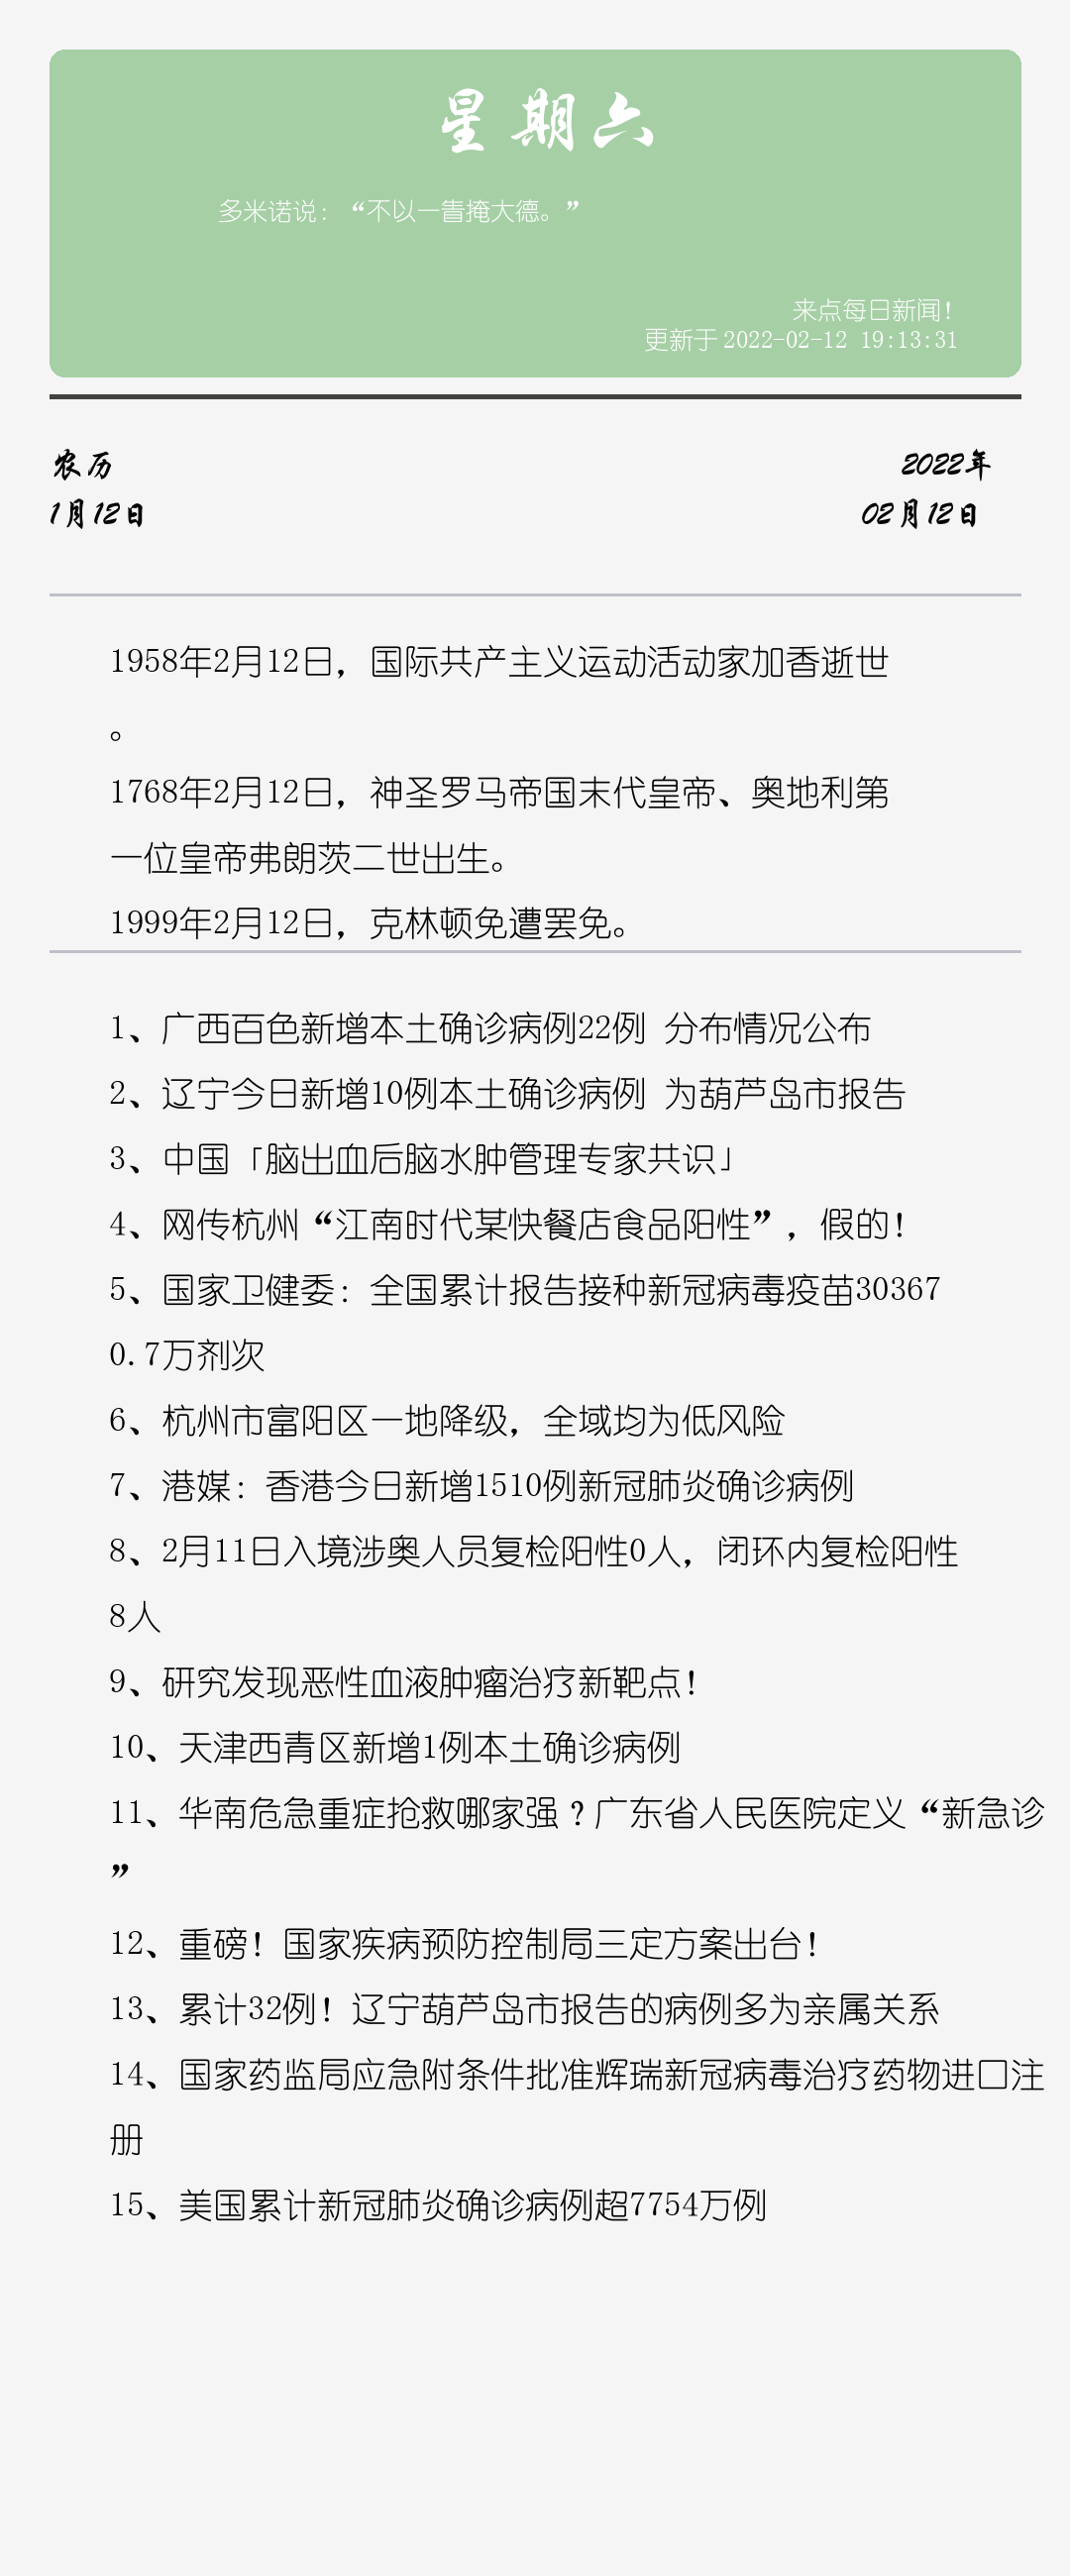 星期六
多米诺说：“不以一眚掩大德。”
来点每日新闻！
更新于2022-02-12 19:13:31
农历
1月12日
2022年
02月12日
1958年2月12日，国际共产主义运动活动家加香逝世
。
1768年2月12日，神圣罗马帝国末代皇帝、奥地利第
一位皇帝弗朗茨二世出生。
1999年2月12日，克林顿免遭罢免。
1、广西百色新增本土确诊病例22例 分布情况公布
2、辽宁今日新增10例本土确诊病例 为葫芦岛市报告
3、中国「脑出血后脑水肿管理专家共识」
4、网传杭州“江南时代某快餐店食品阳性”，假的！
5、国家卫健委：全国累计报告接种新冠病毒疫苗30367
0.7万剂次
6、杭州市富阳区一地降级，全域均为低风险
7、港媒：香港今日新增1510例新冠肺炎确诊病例
8、2月11日入境涉奥人员复检阳性0人，闭环内复检阳性
8人
9、研究发现恶性血液肿瘤治疗新靶点！
10、天津西青区新增1例本土确诊病例
11、华南危急重症抢救哪家强？广东省人民医院定义“新急诊
”
12、重磅！国家疾病预防控制局三定方案出台！
13、累计32例！辽宁葫芦岛市报告的病例多为亲属关系
14、国家药监局应急附条件批准辉瑞新冠病毒治疗药物进口注
册
15、美国累计新冠肺炎确诊病例超7754万例